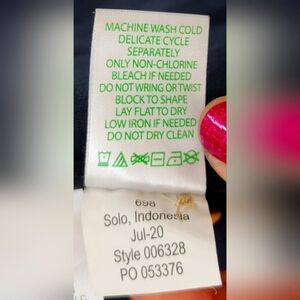 MACHINE WASH COLD
DELICATE CYCLE
SEPARATELY
ONLY NON-CHLORINE
BLEACH IF NEEDED
DO NOT WRING OR TWIST
BLOCK TO SHAPE
LAY FLAT TO DRY
LOW IRON IF NEEDED
DO NOT DRY CLEAN
698
Solo, Indonesia
Jul-20
Style 006328
PO 053376